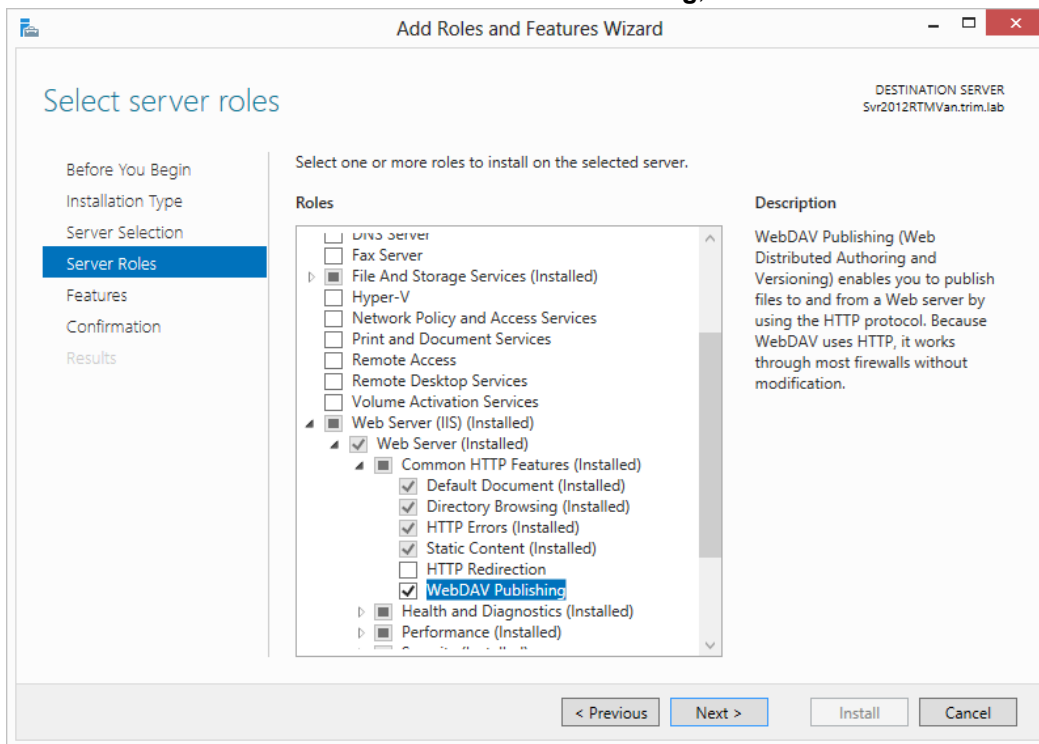 Add Roles and Features Wizard
Select server roles
DESTINATION SERVER
Svr2012RTMVan.trim.lab
Before You Begin
Installation Type
Server Selection
Server Roles
Features
Confirmation
Results
Select one or more roles to install on the selected server.
Roles
DNS Server
Fax Server
File And Storage Services (Installed)
Hyper-V
Network Policy and Access Services
Print and Document Services
Remote Access
Remote Desktop Services
Volume Activation Services
Web Server (IIS) (Installed)
Web Server (Installed)
Common HTTP Features (Installed)
Default Document (Installed)
Directory Browsing (Installed)
HTTP Errors (Installed)
Static Content (Installed)
HTTP Redirection
WebDAV Publishing
Health and Diagnostics (Installed)
Performance (Installed)
Description
WebDAV Publishing (Web
Distributed Authoring and
Versioning) enables you to publish
files to and from a Web server by
using the HTTP protocol. Because
WebDAV uses HTTP, it works
through most firewalls without
modification.
< Previous
Next >
Install
Cancel